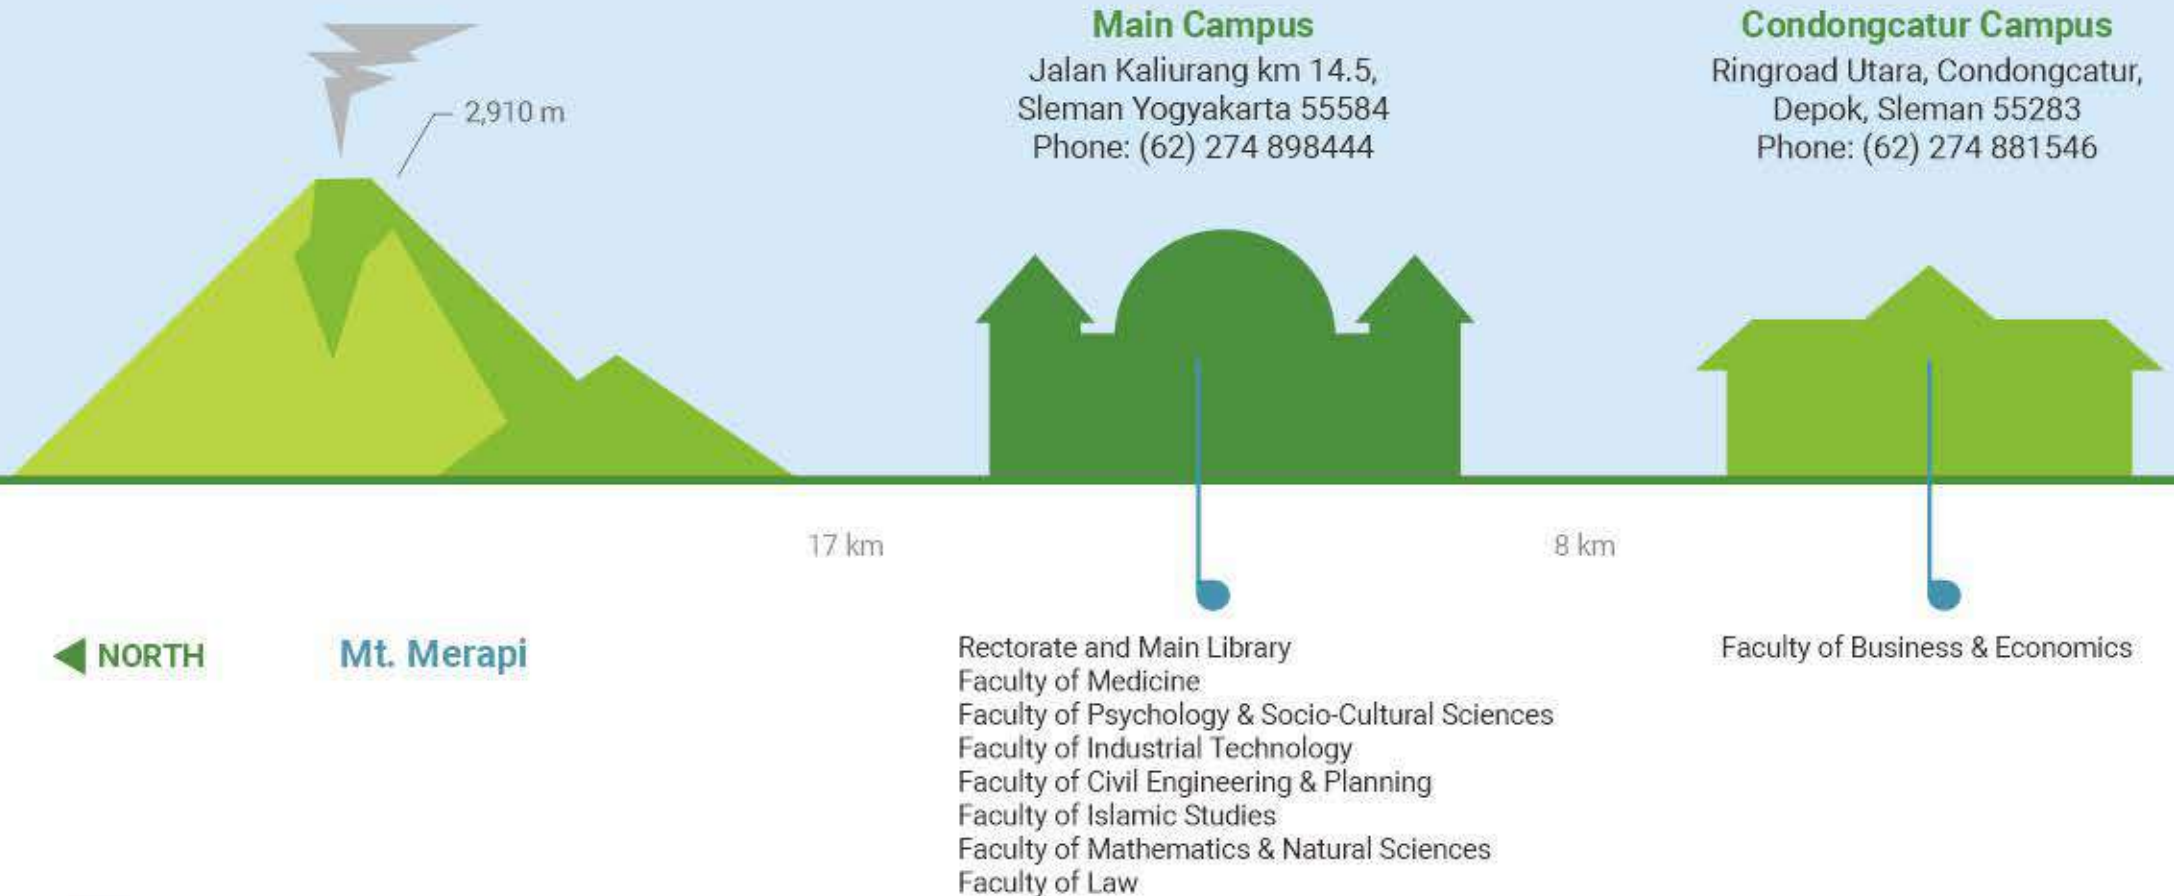 2,910 m
Main Campus
Jalan Kaliurang km 14.5,
Sleman Yogyakarta 55584
Phone: (62) 274 898444
Condongcatur Campus
Ringroad Utara, Condongcatur,
Depok, Sleman 55283
Phone: (62) 274 881546
17 km
8 km
NORTH
Mt. Merapi
Rectorate and Main Library
Faculty of Medicine
Faculty of Psychology & Socio-Cultural Sciences
Faculty of Industrial Technology
Faculty of Civil Engineering & Planning
Faculty of Islamic Studies
Faculty of Mathematics & Natural Sciences
Faculty of Law
Faculty of Business & Economics